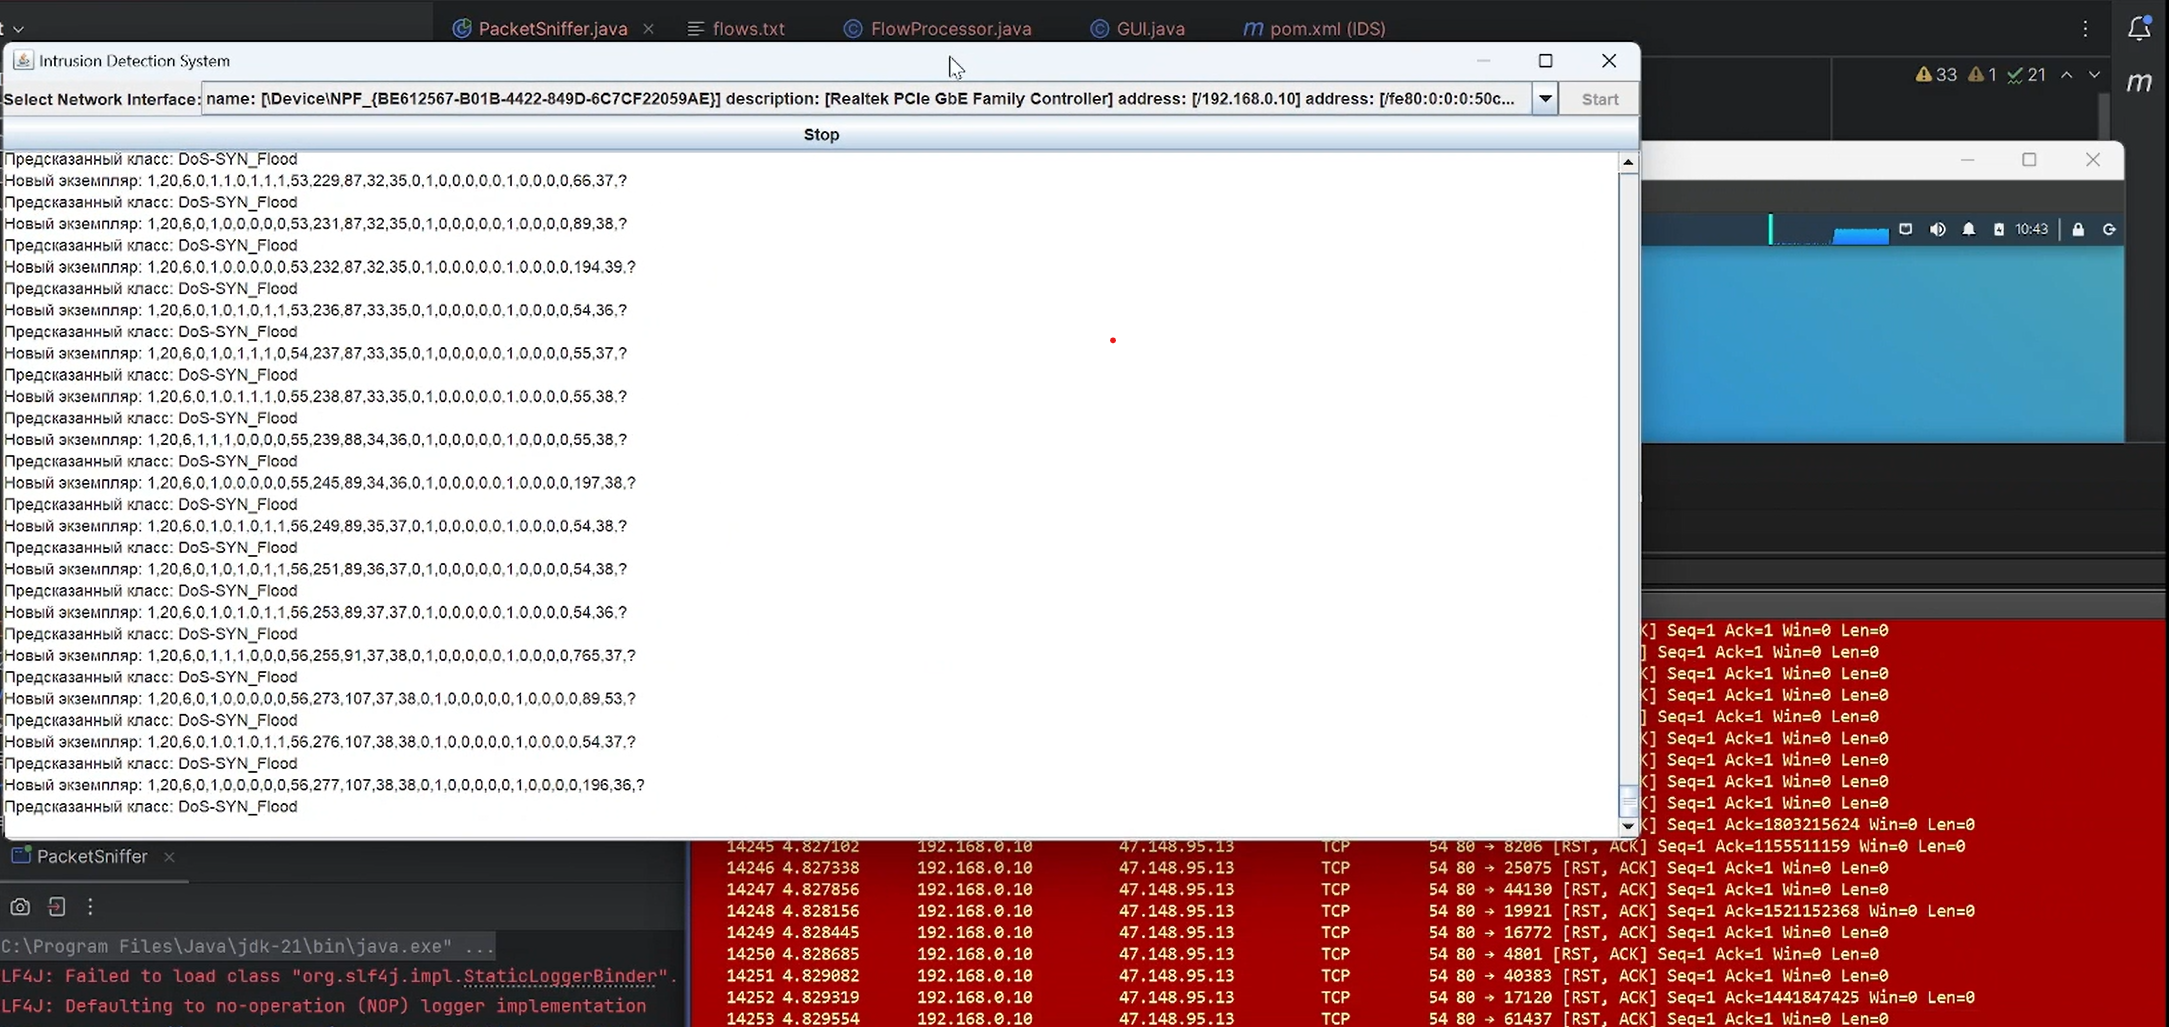 PacketSniffer.java
flows.txt
FlowProcessor.java
GUI.java
m pom.xml (IDS)
Intrusion Detection System
33 1 21
m
Select Network Interface: name: [\Device\NPF_{BE612567-B01B-4422-849D-6C7CF22059AE}] description: [Realtek PCIe GbE Family Controller] address: [/192.168.0.10] address: [/fe80:0:0:0:50c... Start
Stop
Предсказанный класс: DoS-SYN_Flood
Новый экземпляр: 1,20,6,0,1,1,0,1,1,1,53,229,87,32,35,0,1,0,0,0,0,0,1,0,0,0,0,66,37,?
Предсказанный класс: DoS-SYN_Flood
Новый экземпляр: 1,20,6,0,1,0,0,0,0,0,53,231,87,32,35,0,1,0,0,0,0,0,1,0,0,0,0,89,38,?
Предсказанный класс: DoS-SYN_Flood
Новый экземпляр: 1,20,6,0,1,0,0,0,0,0,53,232,87,32,35,0,1,0,0,0,0,0,1,0,0,0,0,194,39,?
Предсказанный класс: DoS-SYN_Flood
Новый экземпляр: 1,20,6,0,1,0,1,0,1,1,53,236,87,33,35,0,1,0,0,0,0,0,1,0,0,0,0,54,36,?
Предсказанный класс: DoS-SYN_Flood
Новый экземпляр: 1,20,6,0,1,0,1,1,1,0,54,237,87,33,35,0,1,0,0,0,0,0,1,0,0,0,0,55,37,?
Предсказанный класс: DoS-SYN_Flood
Новый экземпляр: 1,20,6,0,1,0,1,1,1,0,55,238,87,33,35,0,1,0,0,0,0,0,1,0,0,0,0,55,38,?
Предсказанный класс: DoS-SYN_Flood
Новый экземпляр: 1,20,6,1,1,1,0,0,0,0,55,239,88,34,36,0,1,0,0,0,0,0,1,0,0,0,0,55,38,?
Предсказанный класс: DoS-SYN_Flood
Новый экземпляр: 1,20,6,0,1,0,0,0,0,0,55,245,89,34,36,0,1,0,0,0,0,0,1,0,0,0,0,197,38,?
Предсказанный класс: DoS-SYN_Flood
Новый экземпляр: 1,20,6,0,1,0,1,0,1,1,56,249,89,35,37,0,1,0,0,0,0,0,1,0,0,0,0,54,38,?
Предсказанный класс: DoS-SYN_Flood
Новый экземпляр: 1,20,6,0,1,0,1,0,1,1,56,251,89,36,37,0,1,0,0,0,0,0,1,0,0,0,0,54,38,?
Предсказанный класс: DoS-SYN_Flood
Новый экземпляр: 1,20,6,0,1,0,1,0,1,1,56,253,89,37,37,0,1,0,0,0,0,0,1,0,0,0,0,54,36,?
Предсказанный класс: DoS-SYN_Flood
Новый экземпляр: 1,20,6,0,1,1,1,0,0,0,56,255,91,37,38,0,1,0,0,0,0,0,1,0,0,0,0,765,37,?
Предсказанный класс: DoS-SYN_Flood
Новый экземпляр: 1,20,6,0,1,0,0,0,0,0,56,273,107,37,38,0,1,0,0,0,0,0,1,0,0,0,0,89,53,?
Предсказанный класс: DoS-SYN_Flood
Новый экземпляр: 1,20,6,0,1,0,1,0,1,1,56,276,107,38,38,0,1,0,0,0,0,0,1,0,0,0,0,54,37,?
Предсказанный класс: DoS-SYN_Flood
Новый экземпляр: 1,20,6,0,1,0,0,0,0,0,56,277,107,38,38,0,1,0,0,0,0,0,1,0,0,0,0,196,36,?
Предсказанный класс: DoS-SYN_Flood
10:43
K] Seq=1 Ack=1 Win=0 Len=0
] Seq=1 Ack=1 Win=0 Len=0
K] Seq=1 Ack=1 Win=0 Len=0
K] Seq=1 Ack=1 Win=0 Len=0
] Seq=1 Ack=1 Win=0 Len=0
K] Seq=1 Ack=1 Win=0 Len=0
K] Seq=1 Ack=1 Win=0 Len=0
K] Seq=1 Ack=1 Win=0 Len=0
K] Seq=1 Ack=1 Win=0 Len=0
K] Seq=1 Ack=1803215624 Win=0 Len=0
14245 4.827102 192.168.0.10 47.148.95.13 TCP 54 80 → 8206 [RST, ACK] Seq=1 Ack=1155511159 Win=0 Len=0
14246 4.827338 192.168.0.10 47.148.95.13 TCP 54 80 → 25075 [RST, ACK] Seq=1 Ack=1 Win=0 Len=0
14247 4.827856 192.168.0.10 47.148.95.13 TCP 54 80 → 44130 [RST, ACK] Seq=1 Ack=1 Win=0 Len=0
14248 4.828156 192.168.0.10 47.148.95.13 TCP 54 80 → 19921 [RST, ACK] Seq=1 Ack=1521152368 Win=0 Len=0
14249 4.828445 192.168.0.10 47.148.95.13 TCP 54 80 → 16772 [RST, ACK] Seq=1 Ack=1 Win=0 Len=0
14250 4.828685 192.168.0.10 47.148.95.13 TCP 54 80 → 4801 [RST, ACK] Seq=1 Ack=1 Win=0 Len=0
14251 4.829082 192.168.0.10 47.148.95.13 TCP 54 80 → 40383 [RST, ACK] Seq=1 Ack=1 Win=0 Len=0
14252 4.829319 192.168.0.10 47.148.95.13 TCP 54 80 → 17120 [RST, ACK] Seq=1 Ack=1441847425 Win=0 Len=0
14253 4.829554 192.168.0.10 47.148.95.13 TCP 54 80 → 61437 [RST, ACK] Seq=1 Ack=1 Win=0 Len=0
PacketSniffer
C:\Program Files\Java\jdk-21\bin\java.exe" ...
LF4J: Failed to load class "org.slf4j.impl.StaticLoggerBinder".
LF4J: Defaulting to no-operation (NOP) logger implementation